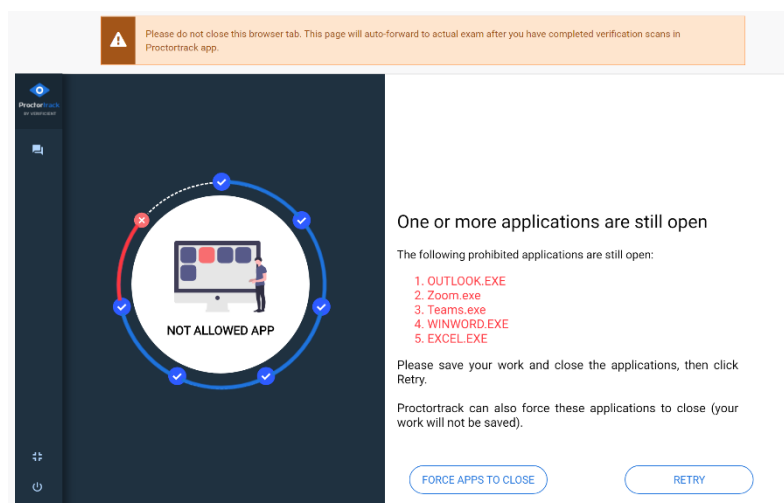 Please do not close this browser tab. This page will auto-forward to actual exam after you have completed verification scans in
Proctortrack app.
Proctortrack
BY VERIFICIENT
NOT ALLOWED APP
One or more applications are still open
The following prohibited applications are still open:
1. OUTLOOK.EXE
2. Zoom.exe
3. Teams.exe
4. WINWORD.EXE
5. EXCEL.EXE
Please save your work and close the applications, then click
Retry.
Proctortrack can also force these applications to close (your
work will not be saved).
FORCE APPS TO CLOSE
RETRY